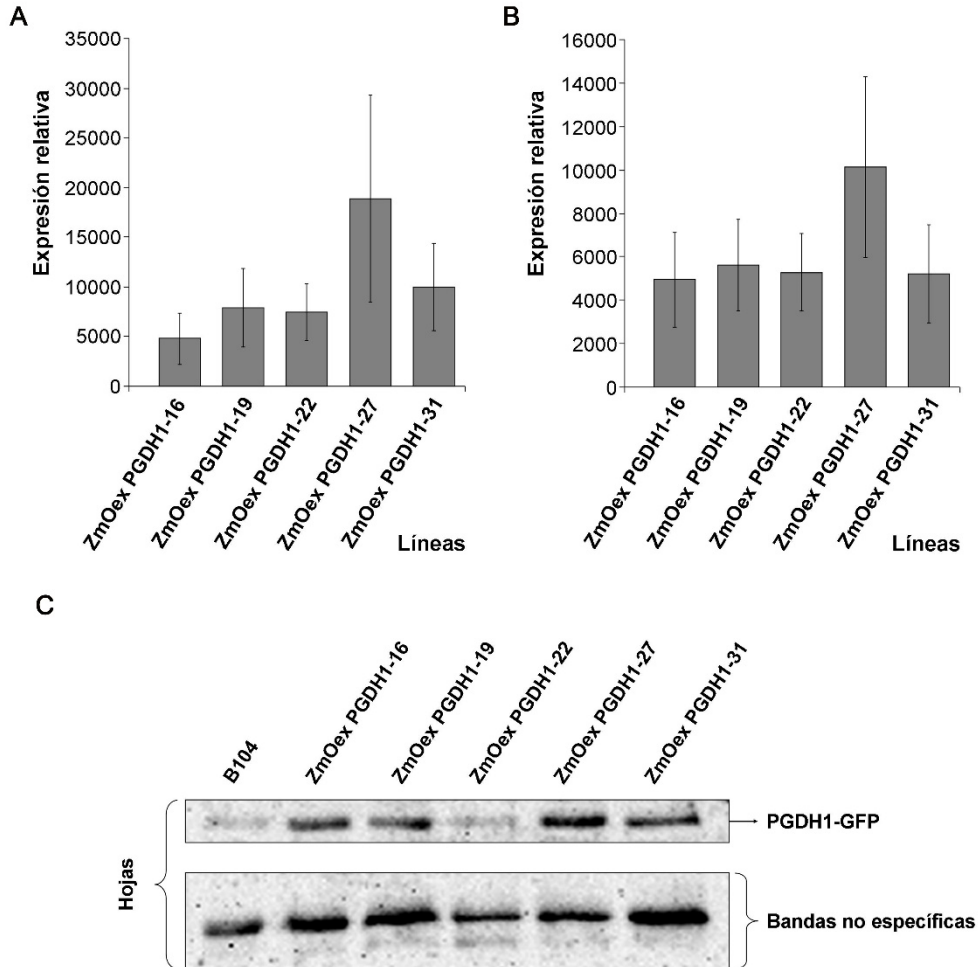 A
Expresión relativa
35000
30000
25000
20000
15000
10000
5000
0
ZmOex PGDH1-16
ZmOex PGDH1-19
ZmOex PGDH1-22
ZmOex PGDH1-27
ZmOex PGDH1-31
Líneas
B
Expresión relativa
16000
14000
12000
10000
8000
6000
4000
2000
0
ZmOex PGDH1-16
ZmOex PGDH1-19
ZmOex PGDH1-22
ZmOex PGDH1-27
ZmOex PGDH1-31
Líneas
C
B104
ZmOex PGDH1-16
ZmOex PGDH1-19
ZmOex PGDH1-22
ZmOex PGDH1-27
ZmOex PGDH1-31
Hojas
PGDH1-GFP
Bandas no específicas